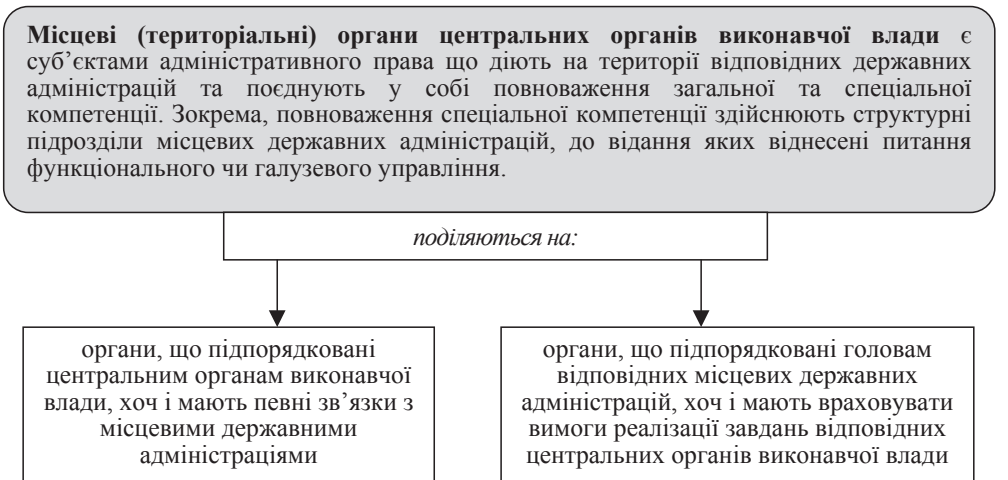 Місцеві (територіальні) органи центральних органів виконавчої влади є
суб’єктами адміністративного права що діють на території відповідних державних
адміністрацій та поєднують у собі повноваження загальної та спеціальної
компетенції. Зокрема, повноваження спеціальної компетенції здійснюють структурні
підрозділи місцевих державних адміністрацій, до відання яких віднесені питання
функціонального чи галузевого управління.
поділяються на:
органи, що підпорядковані
центральним органам виконавчої
влади, хоч і мають певні зв’язки з
місцевими державними
адміністраціями
органи, що підпорядковані головам
відповідних місцевих державних
адміністрацій, хоч і мають враховувати
вимоги реалізації завдань відповідних
центральних органів виконавчої влади